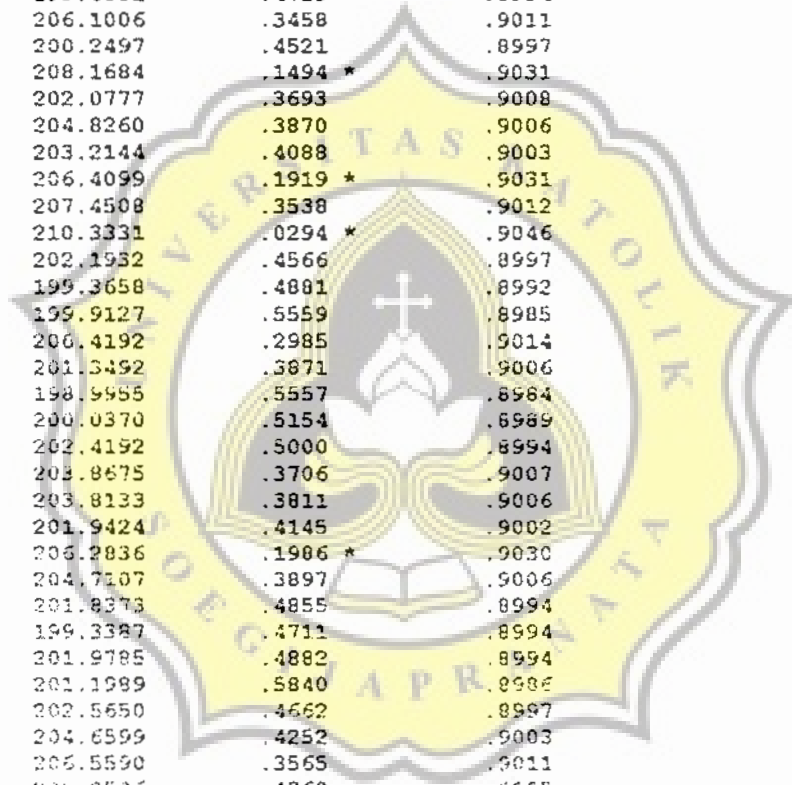 206.1006 .3458 .9011
200.2497 .4521 .8997
208.1684 .1494 * .9031
202.0777 .3693 .9008
204.8260 .3870 .9006
203.2144 .4088 .9003
206.4099 .1919 * .9031
207.4508 .3538 .9012
210.3331 .0294 * .9046
202.1932 .4566 .8997
199.3658 .4881 .8992
199.9127 .5559 .8985
206.4192 .2985 .9014
201.3492 .3871 .9006
198.9955 .5557 .8984
200.0370 .5154 .8989
202.4192 .5000 .8994
203.8675 .3706 .9007
203.8133 .3811 .9006
201.9424 .4145 .9002
206.2836 .1986 * .9030
204.7107 .3897 .9006
201.8373 .4855 .8994
199.3387 .4711 .8994
201.9785 .4882 .8994
201.1989 .5840 .8986
202.5650 .4662 .8997
204.6599 .4252 .9003
206.5590 .3565 .9011
UNIVERSITAS KATOLIK
SOEGIJAPRANATA